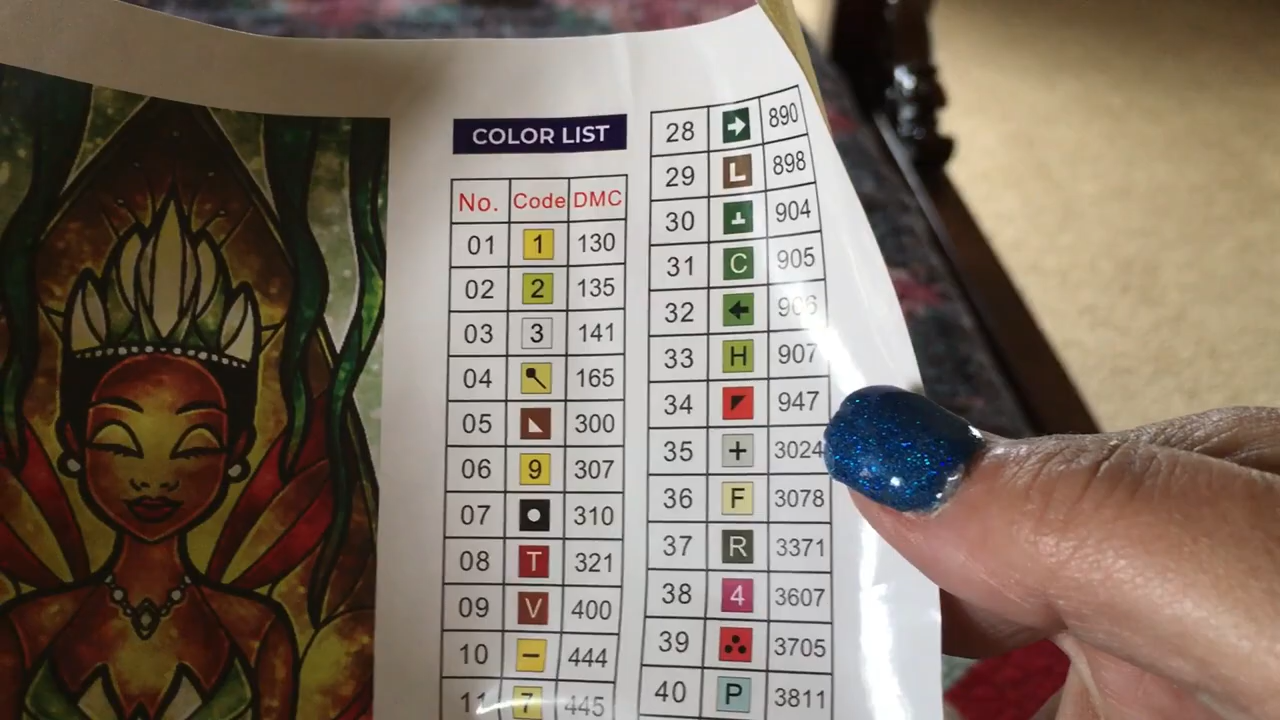 COLOR LIST
No. Code DMC
01 1 130
02 2 135
03 3 141
04 165
05 300
06 9 307
07 310
08 T 321
09 V 400
10 444
11 7 445
28 890
29 L 898
30 904
31 C 905
32 906
33 H 907
34 947
35 + 3024
36 F 3078
37 R 3371
38 4 3607
39 3705
40 P 3811